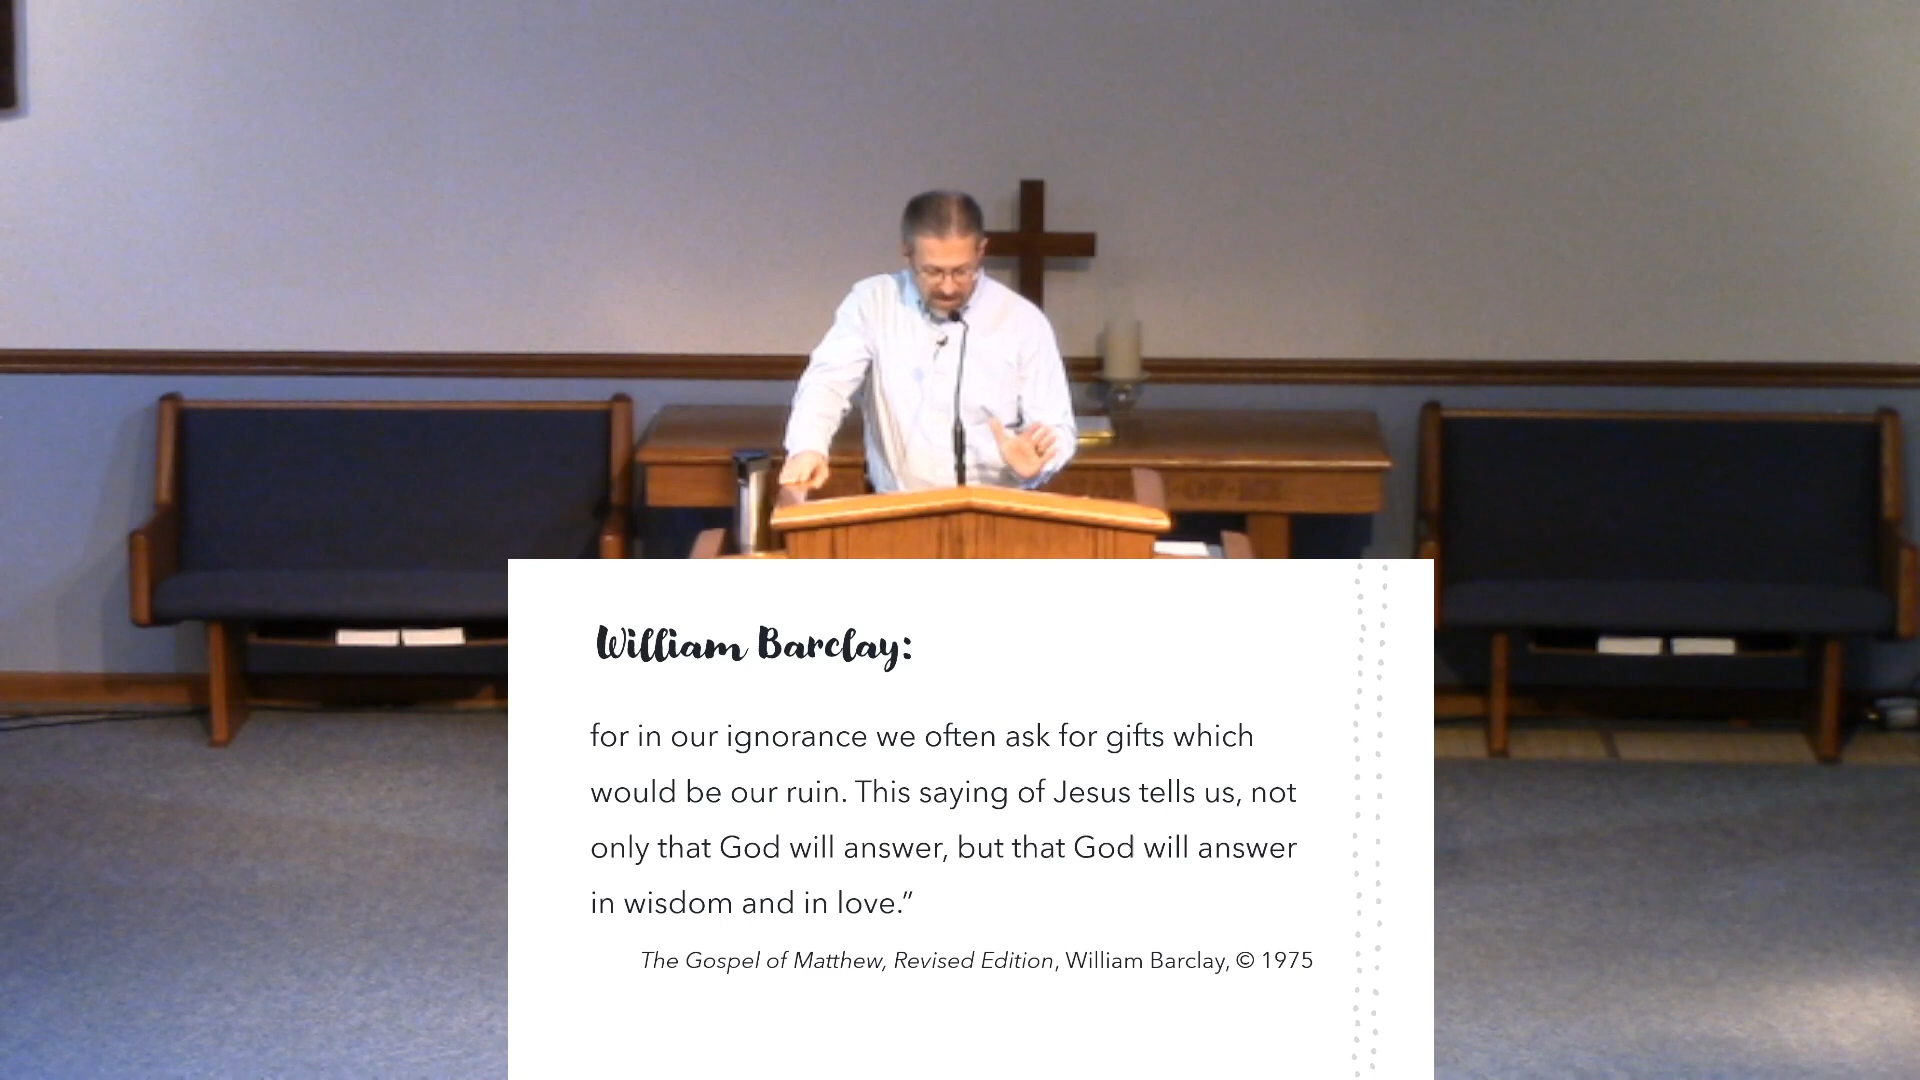 William Barclay:
for in our ignorance we often ask for gifts which
would be our ruin. This saying of Jesus tells us, not
only that God will answer, but that God will answer
in wisdom and in love.”
The Gospel of Matthew, Revised Edition, William Barclay, © 1975